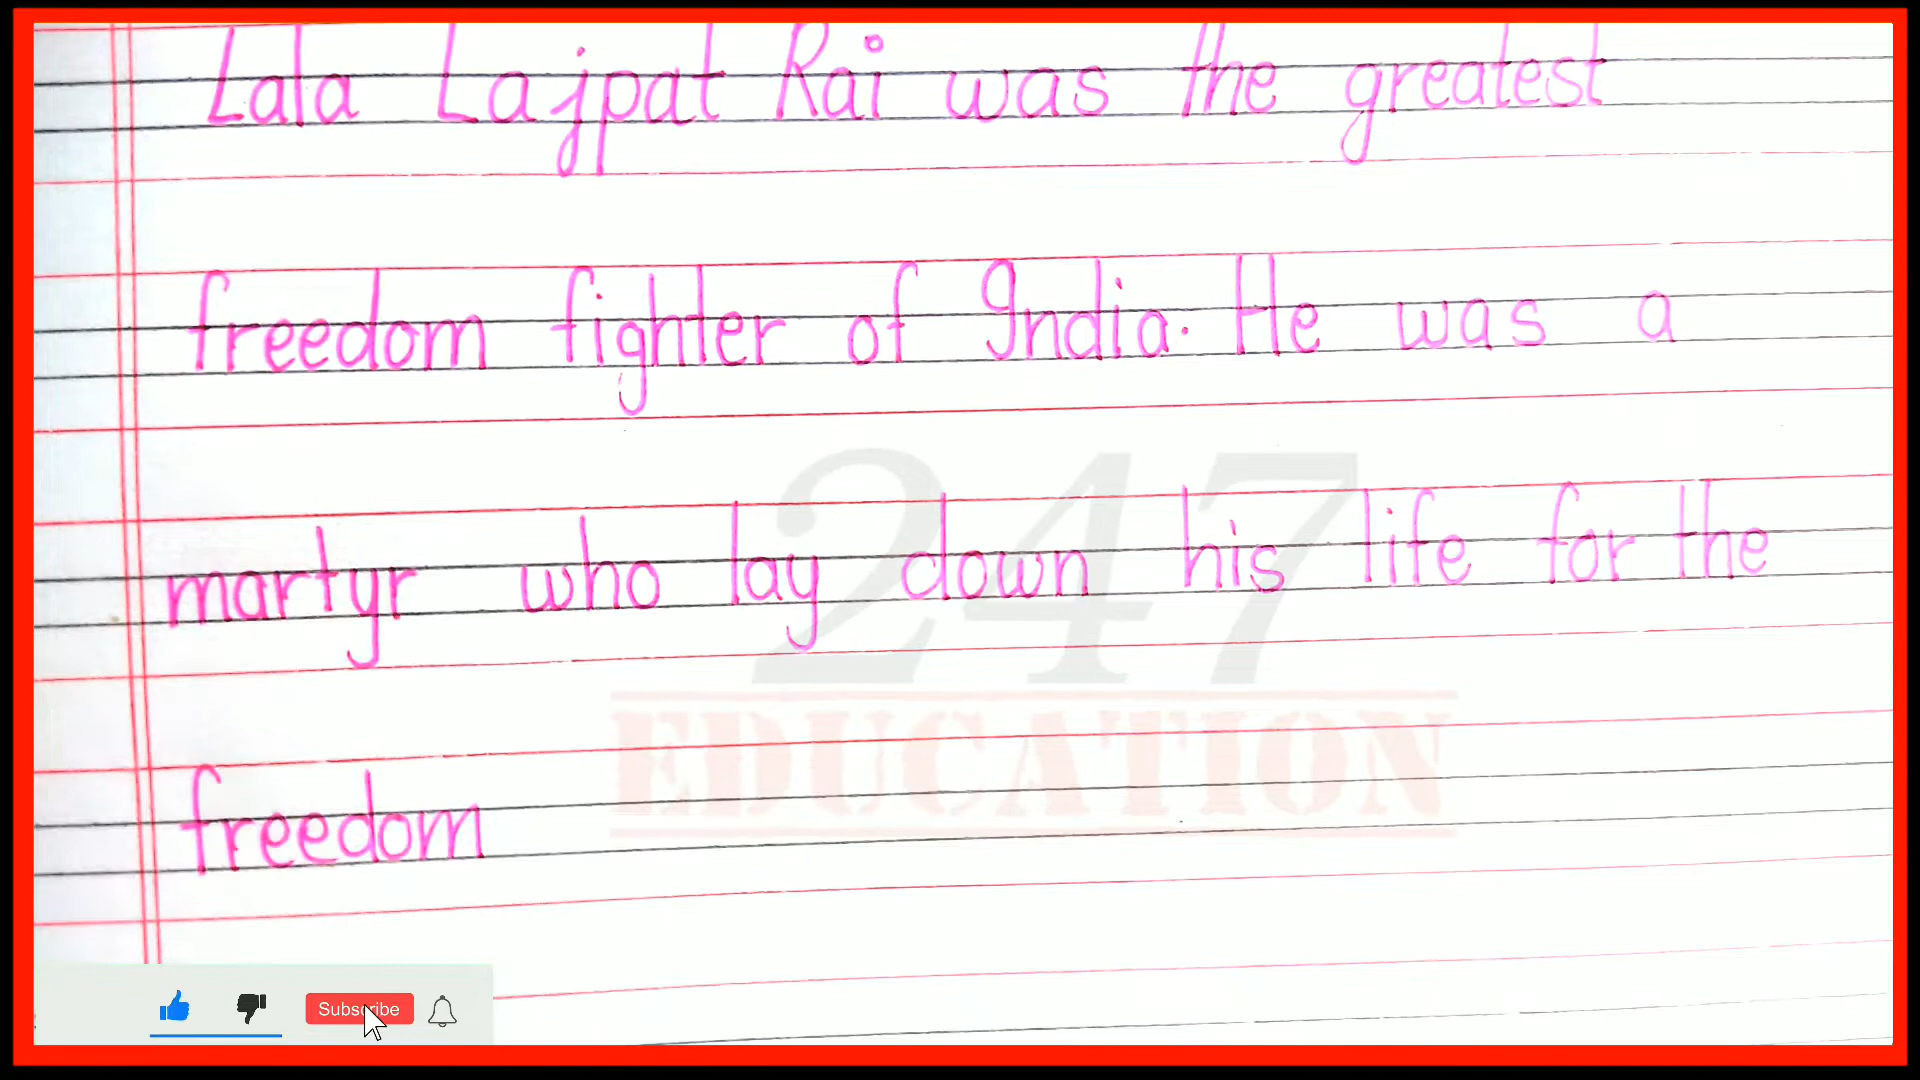 Lala Lajpat Rai was the greatest
freedom fighter of India. He was a
martyr who lay down his life for the
freedom
247
EDUCATION
Subscribe